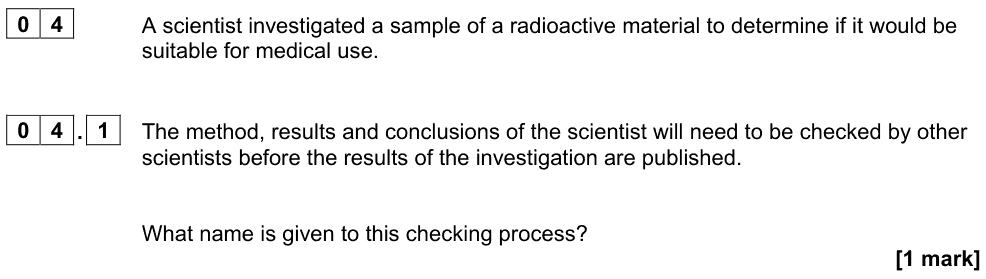 0 4 A scientist investigated a sample of a radioactive material to determine if it would be
suitable for medical use.
0 4 . 1 The method, results and conclusions of the scientist will need to be checked by other
scientists before the results of the investigation are published.
What name is given to this checking process?
[1 mark]